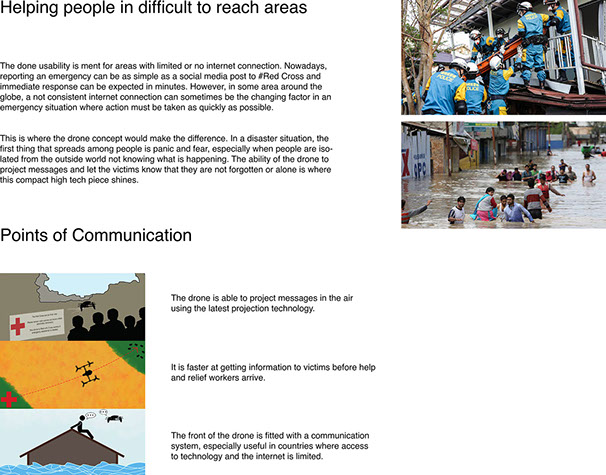 Helping people in difficult to reach areas
The done usability is ment for areas with limited or no internet connection. Nowadays,
reporting an emergency can be as simple as a social media post to #Red Cross and
immediate response can be expected in minutes. However, in some area around the
globe, a not consistent internet connection can sometimes be the changing factor in an
emergency situation where action must be taken as quickly as possible.
This is where the drone concept would make the difference. In a disaster situation, the
first thing that spreads among people is panic and fear, especially when people are iso-
lated from the outside world not knowing what is happening. The ability of the drone to
project messages and let the victims know that they are not forgotten or alone is where
this compact high tech piece shines.
Points of Communication
The drone is able to project messages in the air
using the latest projection technology.
It is faster at getting information to victims before help
and relief workers arrive.
The front of the drone is fitted with a communication
system, especially useful in countries where access
to technology and the internet is limited.